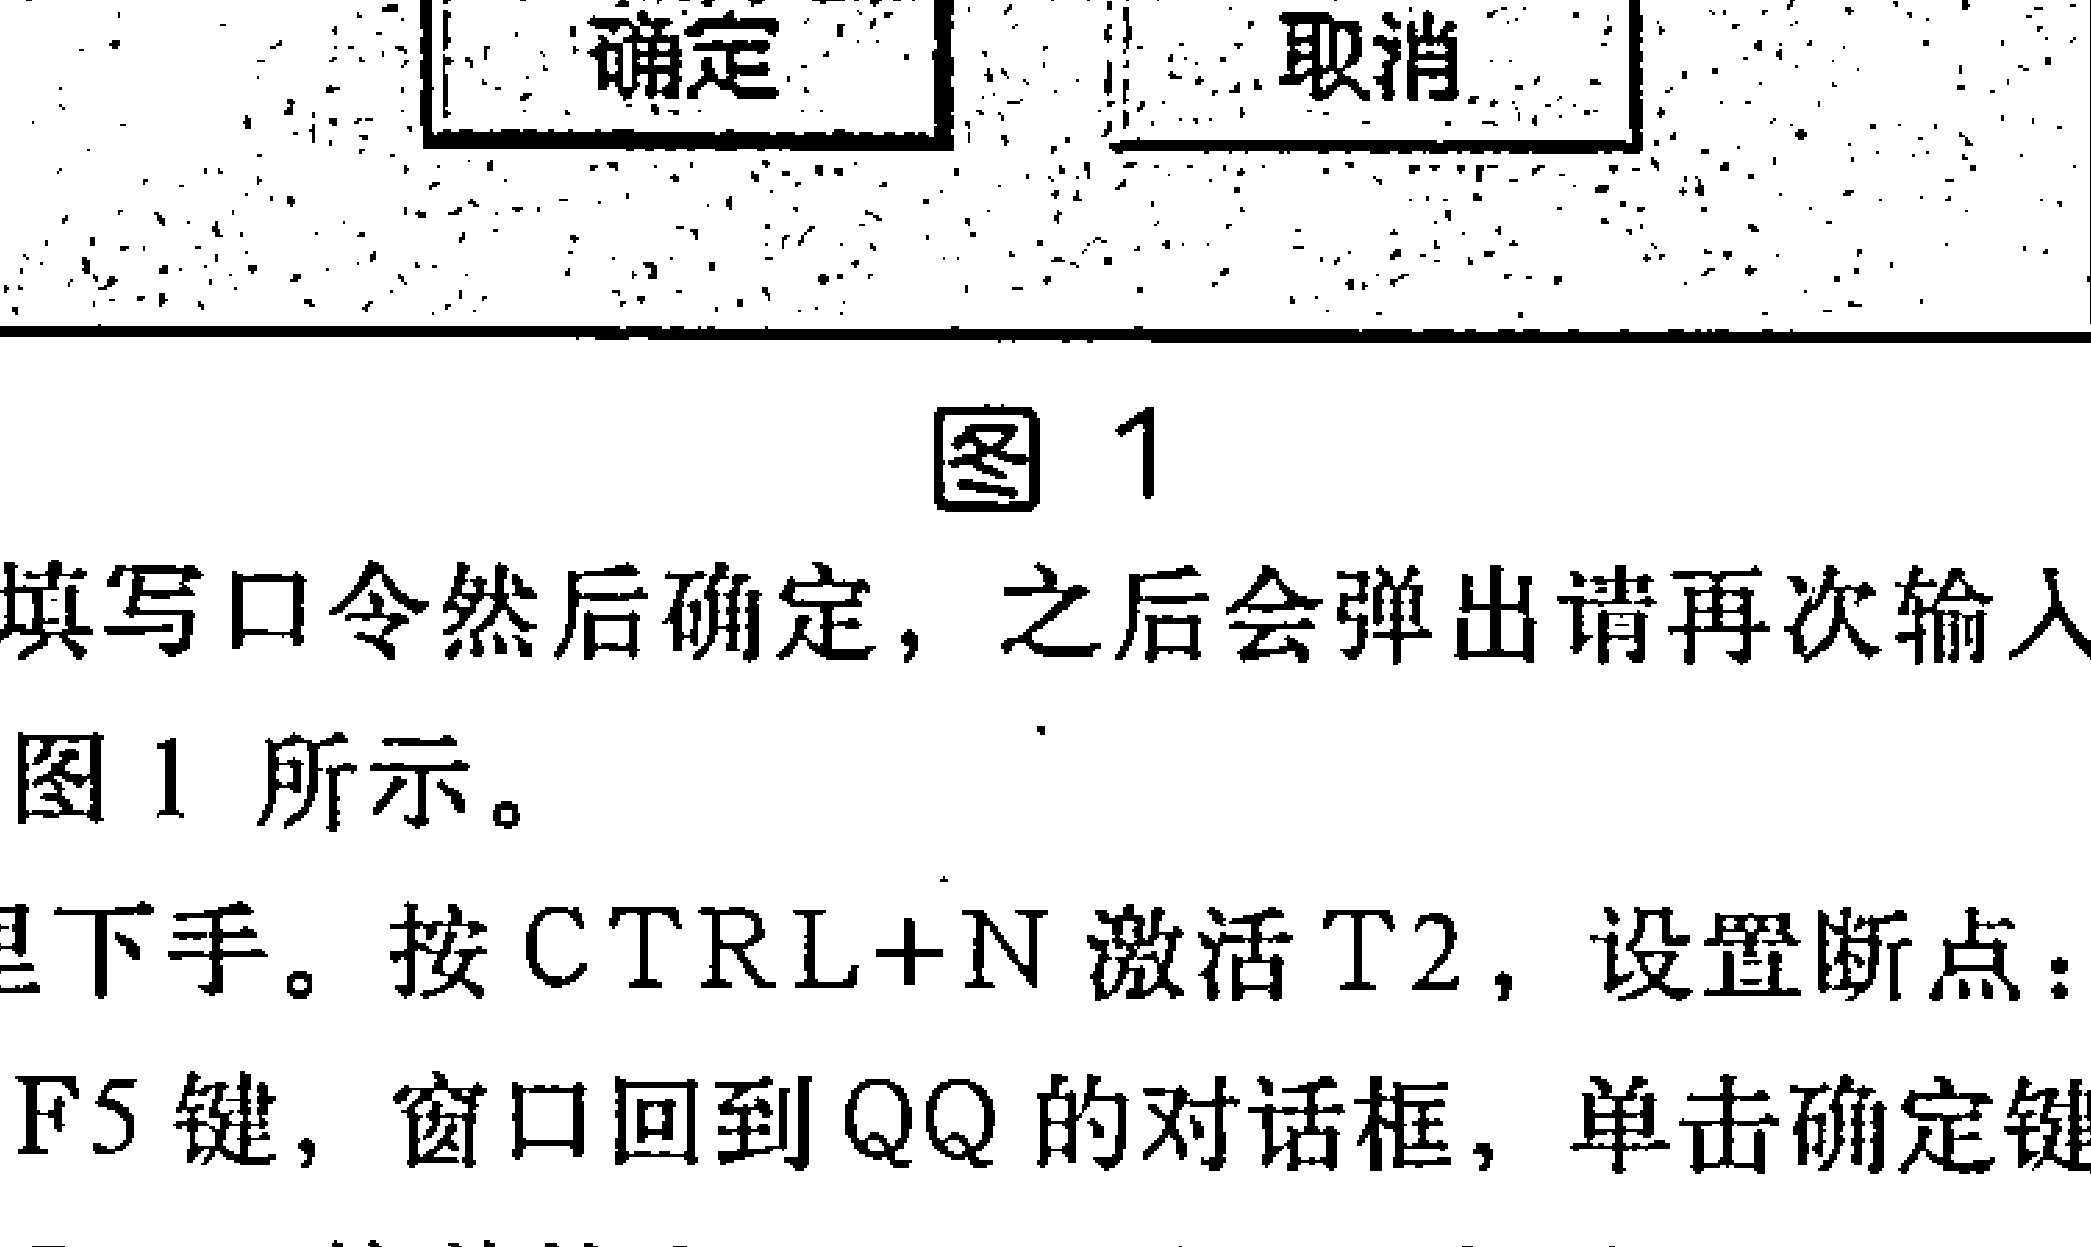 确定 取消
图 1
填写口令然后确定，之后会弹出请再次输入
图 1 所示。
里下手。按 CTRL+N 激活 T2，设置断点：
F5 键，窗口回到 QQ 的对话框，单击确定键